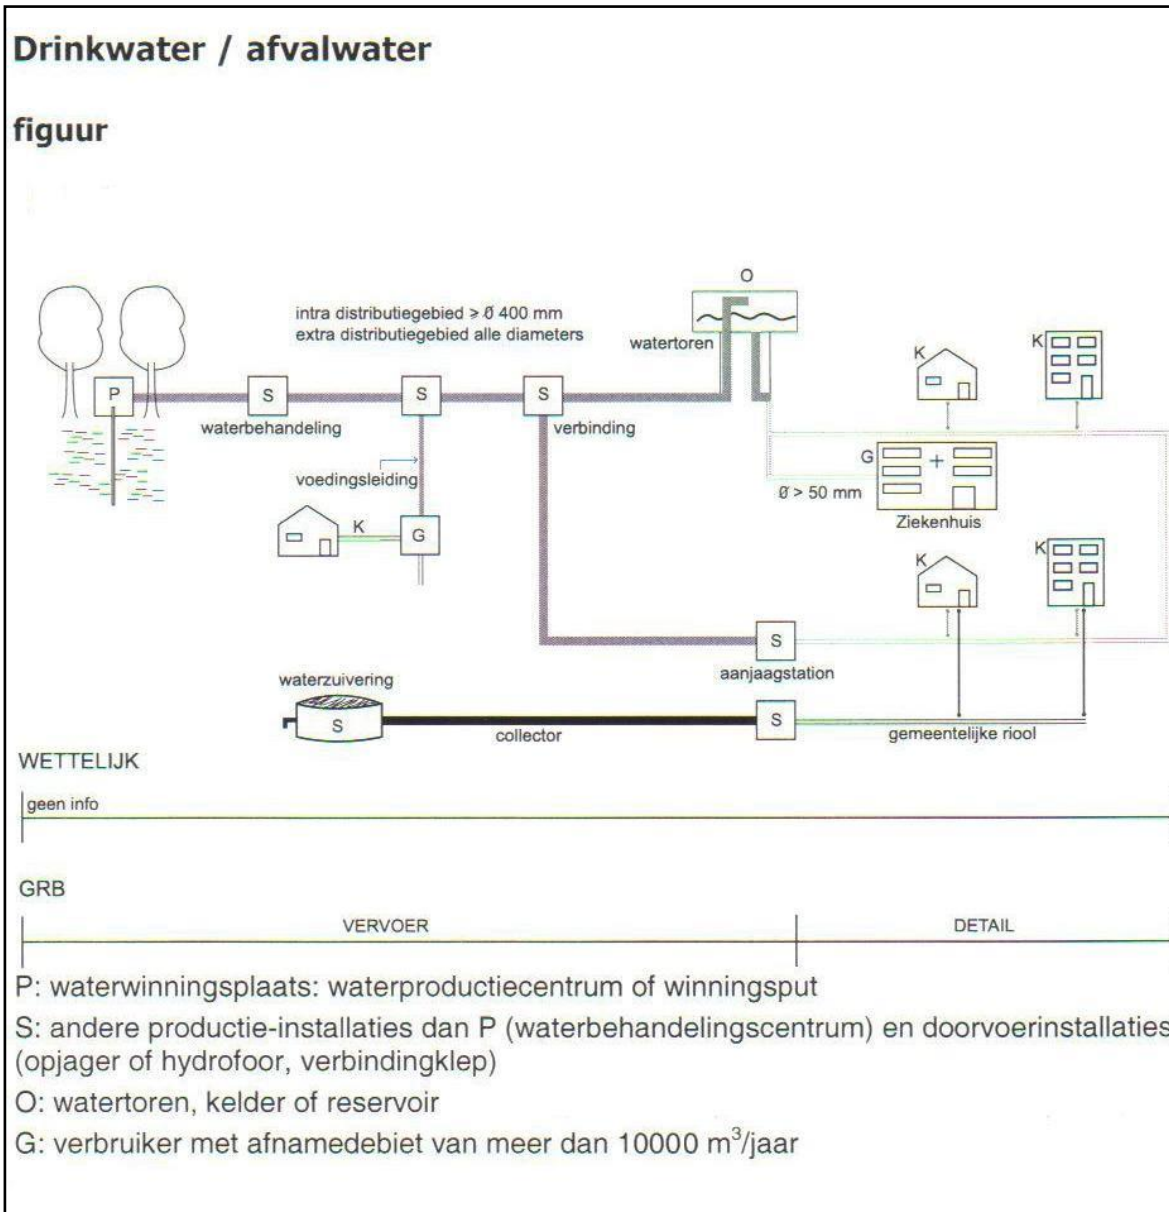 Drinkwater / afvalwater
figuur
O
intra distributiegebied ≥ Ø 400 mm
extra distributiegebied alle diameters
watertoren
K
K
P
S
S
S
waterbehandeling
verbinding
G
voedingsleiding
Ø > 50 mm
Ziekenhuis
K
G
K
K
S
aanjaagstation
waterzuivering
S
S
collector
gemeentelijke riool
WETTELIJK
geen info
GRB
VERVOER
DETAIL
P: waterwinningsplaats: waterproductiecentrum of winningsput
S: andere productie-installaties dan P (waterbehandelingscentrum) en doorvoerinstallaties
(opjager of hydrofoor, verbindingklep)
O: watertoren, kelder of reservoir
G: verbruiker met afnamedebiet van meer dan 10000 m³/jaar